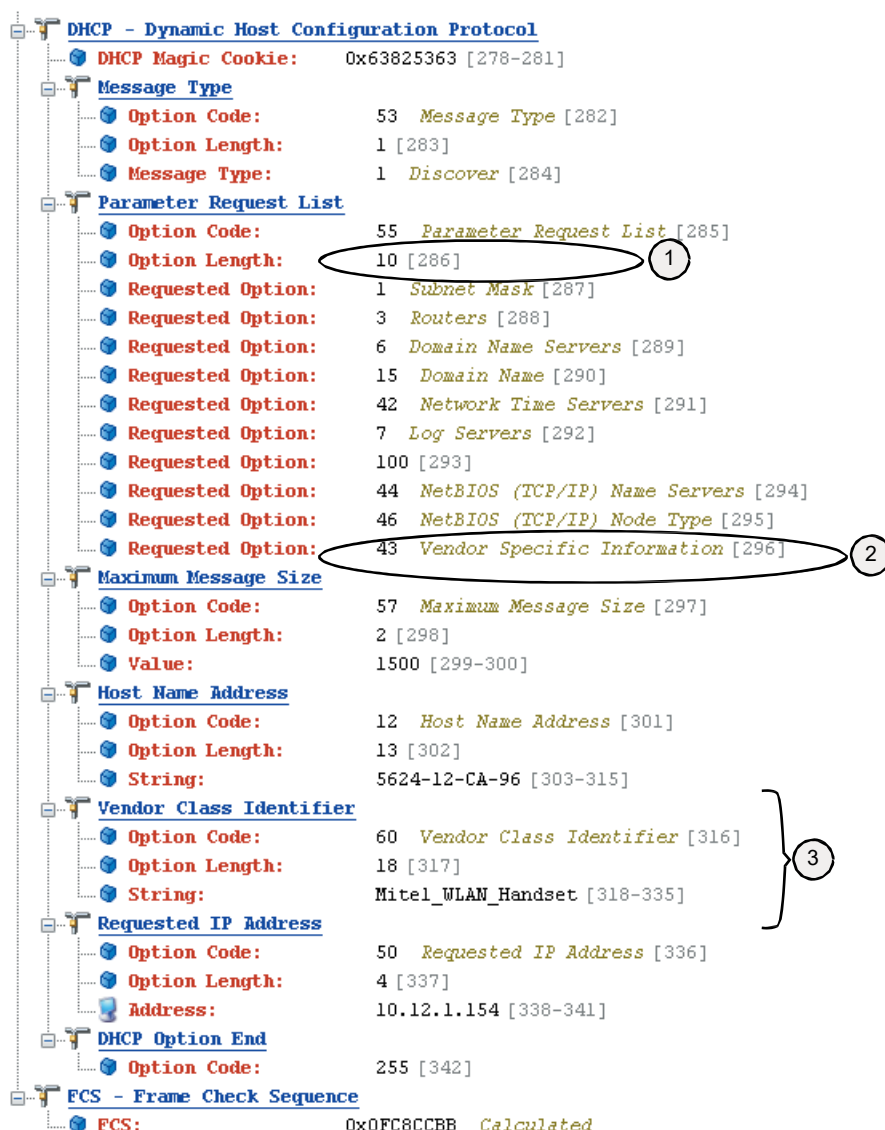 DHCP - Dynamic Host Configuration Protocol
DHCP Magic Cookie: 0x63825363 [278-281]
Message Type
Option Code: 53 Message Type [282]
Option Length: 1 [283]
Message Type: 1 Discover [284]
Parameter Request List
Option Code: 55 Parameter Request List [285]
Option Length: 10 [286] 1
Requested Option: 1 Subnet Mask [287]
Requested Option: 3 Routers [288]
Requested Option: 6 Domain Name Servers [289]
Requested Option: 15 Domain Name [290]
Requested Option: 42 Network Time Servers [291]
Requested Option: 7 Log Servers [292]
Requested Option: 100 [293]
Requested Option: 44 NetBIOS (TCP/IP) Name Servers [294]
Requested Option: 46 NetBIOS (TCP/IP) Node Type [295]
Requested Option: 43 Vendor Specific Information [296] 2
Maximum Message Size
Option Code: 57 Maximum Message Size [297]
Option Length: 2 [298]
Value: 1500 [299-300]
Host Name Address
Option Code: 12 Host Name Address [301]
Option Length: 13 [302]
String: 5624-12-CA-96 [303-315]
Vendor Class Identifier
Option Code: 60 Vendor Class Identifier [316]
Option Length: 18 [317] 3
String: Mitel_WLAN_Handset [318-335]
Requested IP Address
Option Code: 50 Requested IP Address [336]
Option Length: 4 [337]
Address: 10.12.1.154 [338-341]
DHCP Option End
Option Code: 255 [342]
FCS - Frame Check Sequence
FCS: 0x0FC8CCBB Calculated